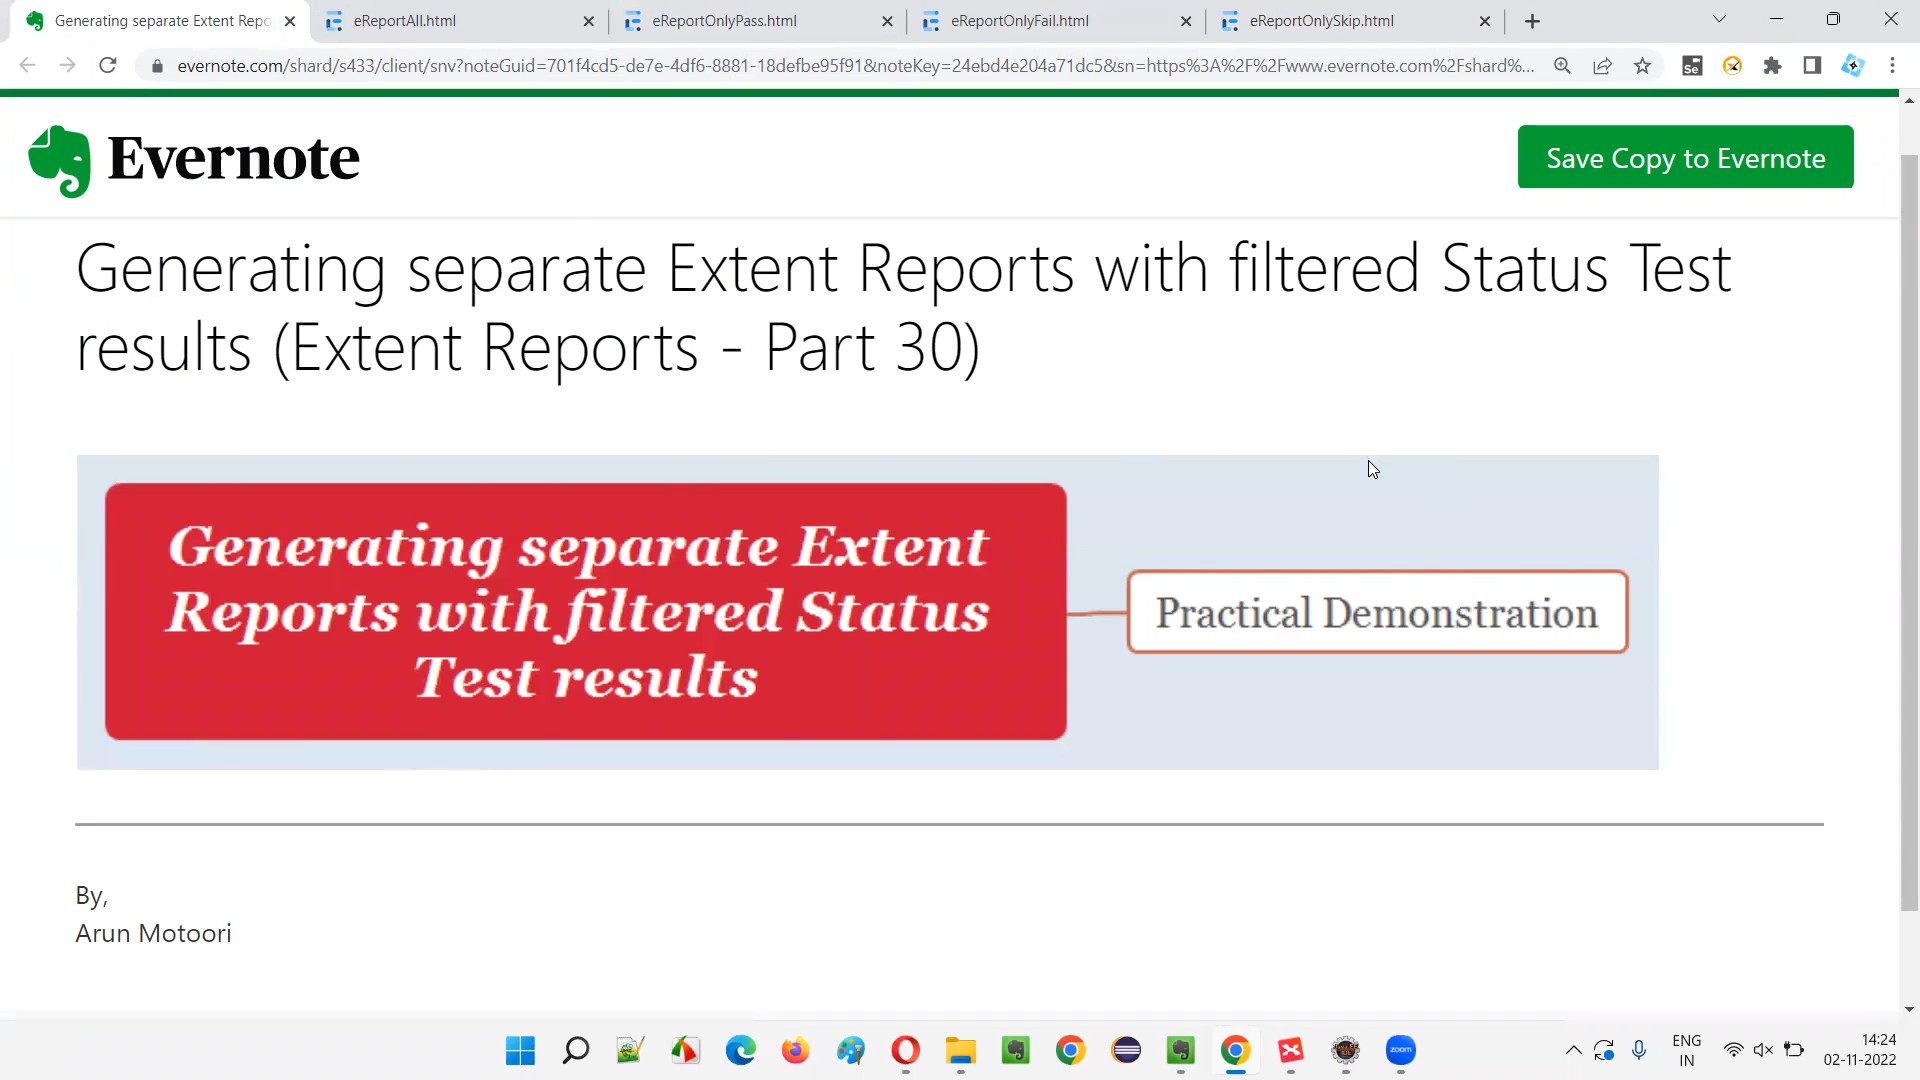 Generating separate Extent Repo
eReportAll.html
eReportOnlyPass.html
eReportOnlyFail.html
eReportOnlySkip.html
evernote.com/shard/s433/client/snv?noteGuid=701f4cd5-de7e-4df6-8881-18defbe95f91&noteKey=24ebd4e204a71dc5&sn=https%3A%2F%2Fwww.evernote.com%2Fshard%...
Se
Evernote
Save Copy to Evernote
Generating separate Extent Reports with filtered Status Test
results (Extent Reports - Part 30)
Generating separate Extent
Reports with filtered Status
Test results
Practical Demonstration
By,
Arun Motoori
zoom
ENG
IN
14:24
02-11-2022